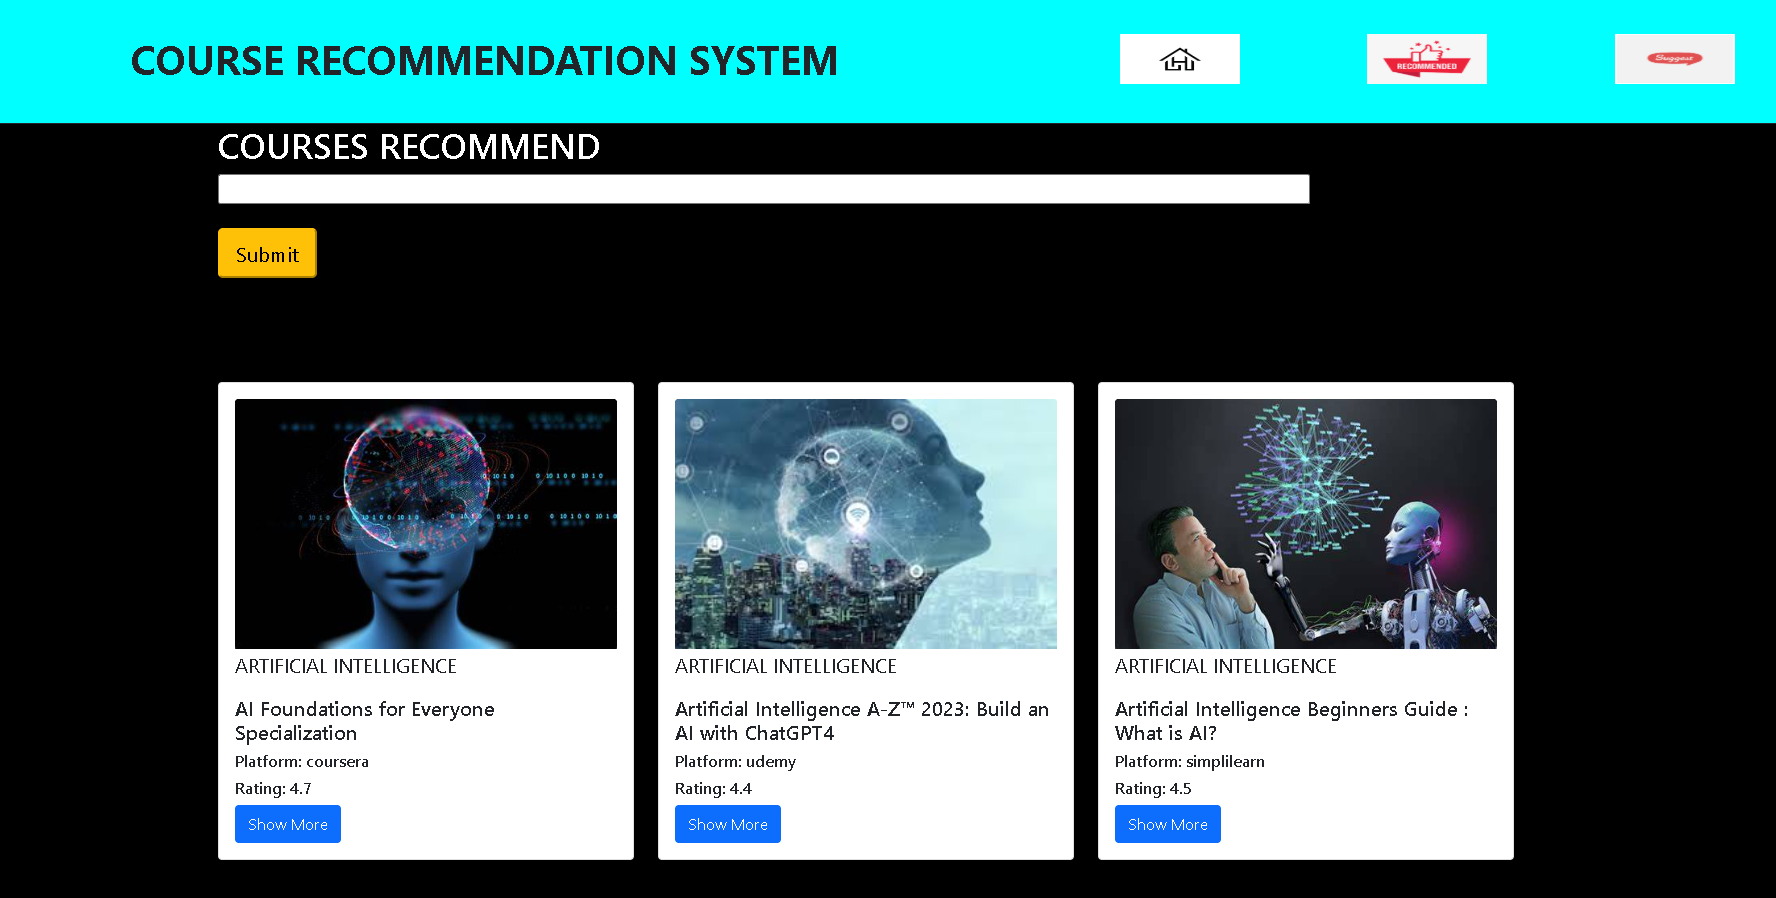 COURSE RECOMMENDATION SYSTEM
RECOMMENDED
Suggest
COURSES RECOMMEND
Submit
ARTIFICIAL INTELLIGENCE
AI Foundations for Everyone
Specialization
Platform: coursera
Rating: 4.7
Show More
ARTIFICIAL INTELLIGENCE
Artificial Intelligence A-Z™ 2023: Build an
AI with ChatGPT4
Platform: udemy
Rating: 4.4
Show More
ARTIFICIAL INTELLIGENCE
Artificial Intelligence Beginners Guide :
What is AI?
Platform: simplilearn
Rating: 4.5
Show More